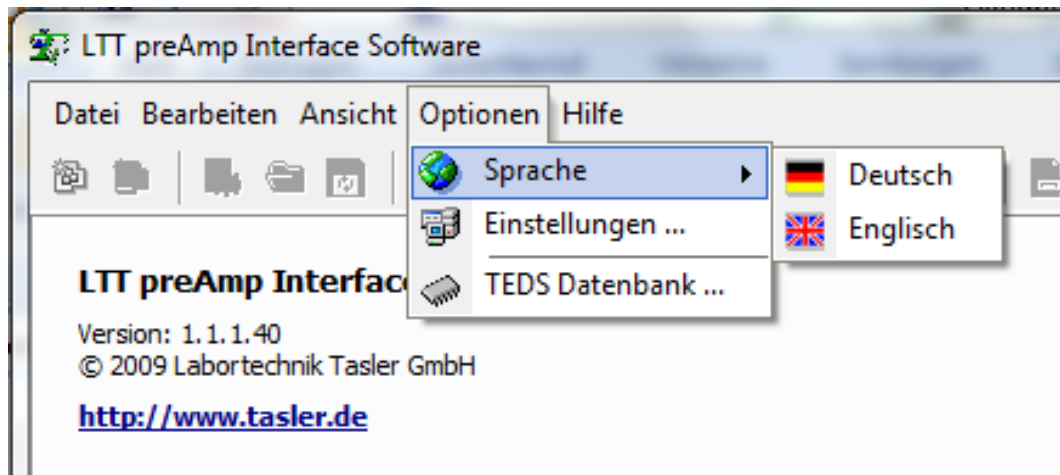 LTT preAmp Interface Software
Datei Bearbeiten Ansicht Optionen Hilfe
Sprache
Deutsch
Englisch
Einstellungen ...
TEDS Datenbank ...
LTT preAmp Interfac
Version: 1.1.1.40
© 2009 Labortechnik Tasler GmbH
http://www.tasler.de